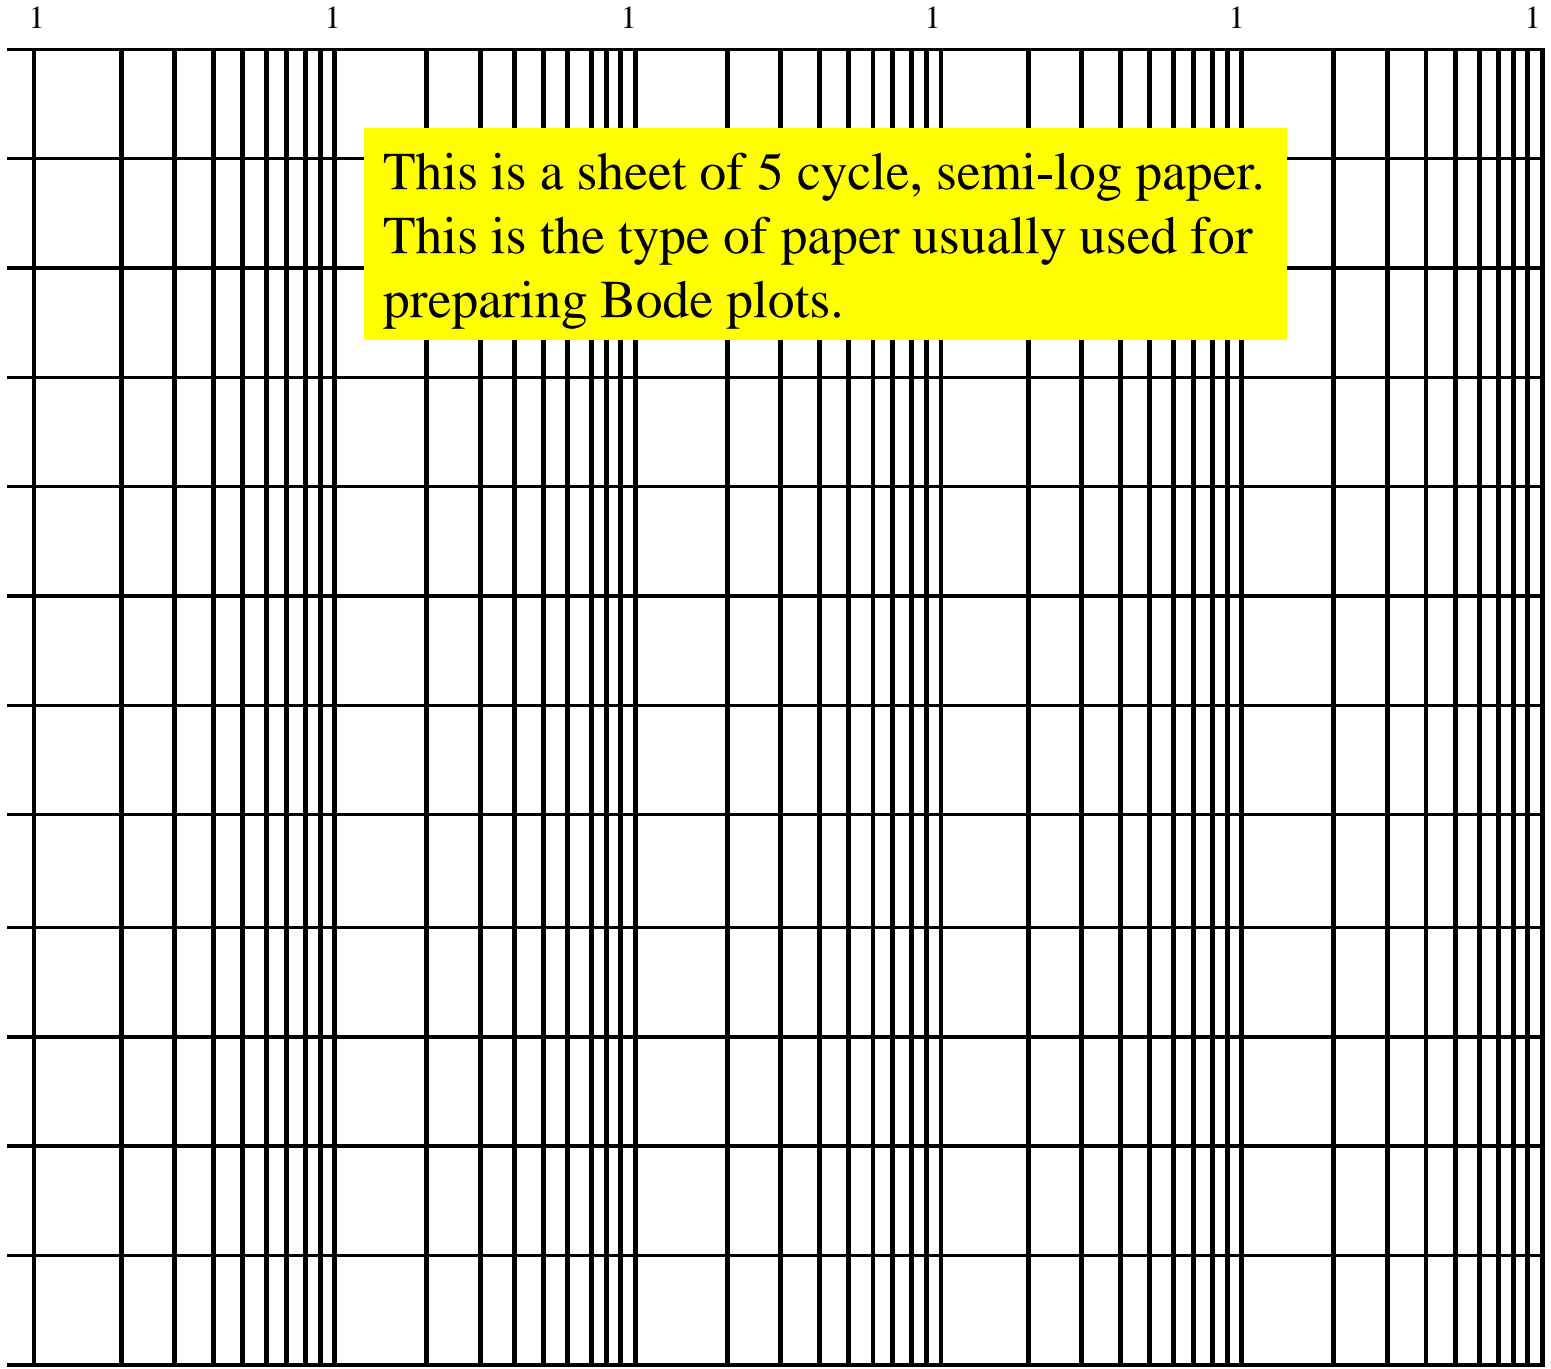 1 1 1 1 1 1
This is a sheet of 5 cycle, semi-log paper.
This is the type of paper usually used for
preparing Bode plots.